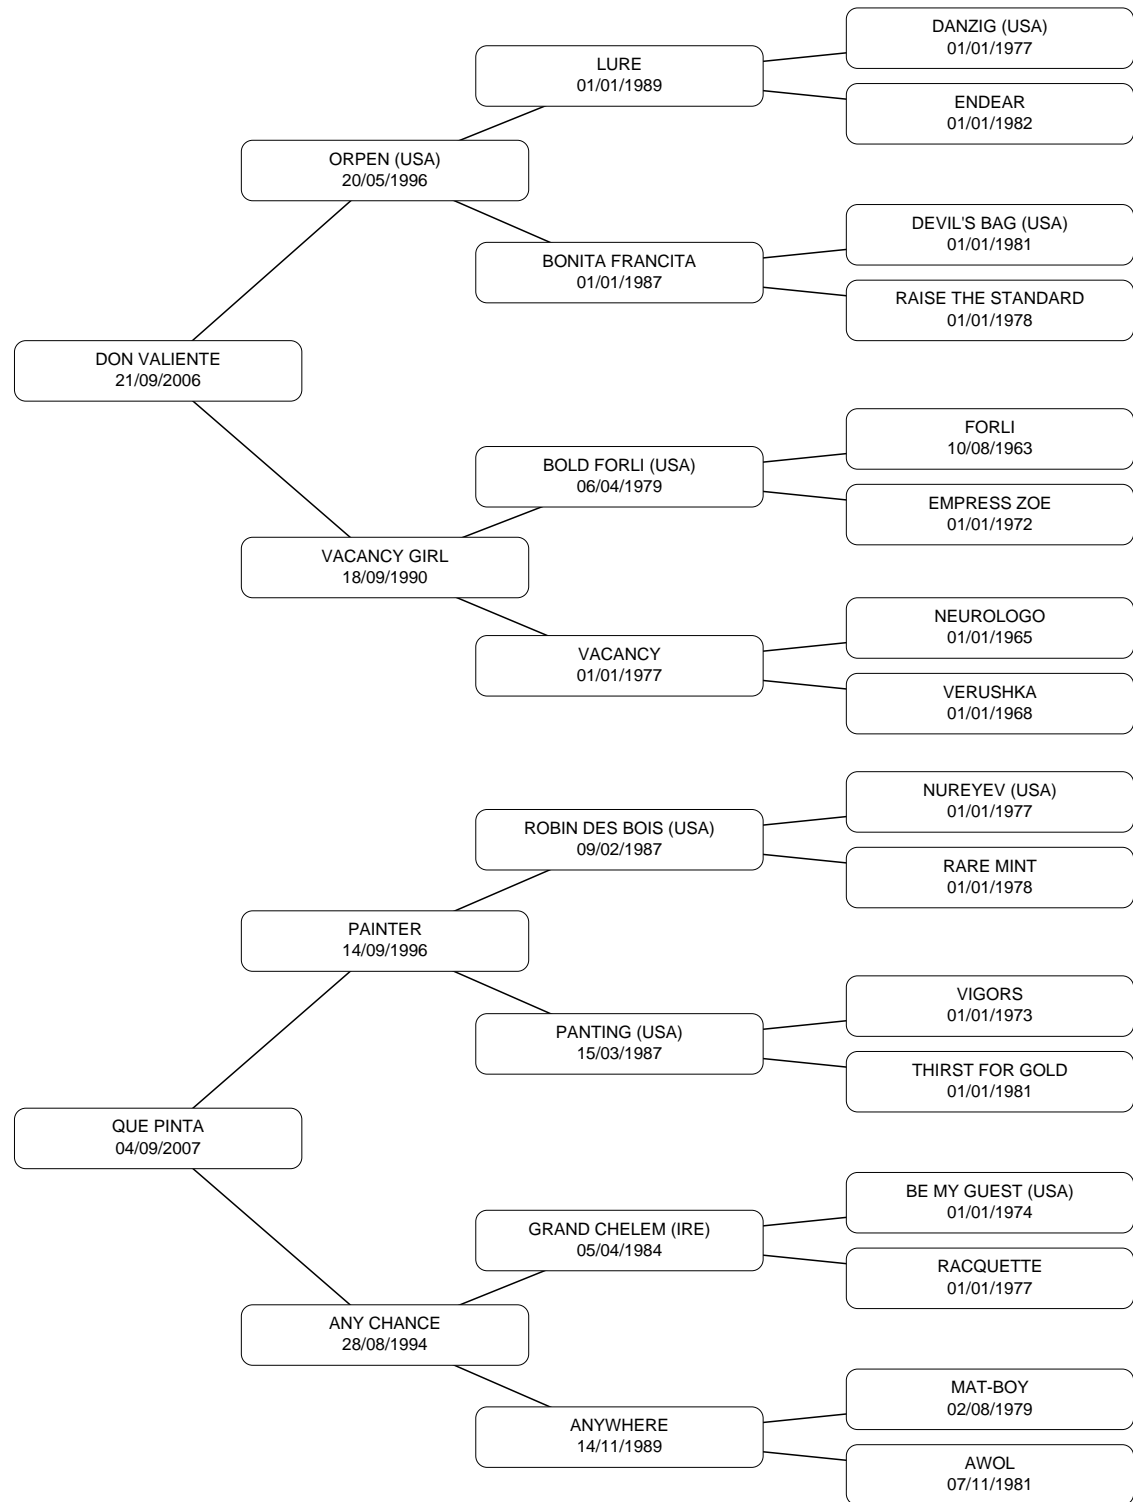 DANZIG (USA)
01/01/1977
LURE
01/01/1989
ENDEAR
01/01/1982
ORPEN (USA)
20/05/1996
DEVIL'S BAG (USA)
01/01/1981
BONITA FRANCITA
01/01/1987
RAISE THE STANDARD
01/01/1978
DON VALIENTE
21/09/2006
FORLI
10/08/1963
BOLD FORLI (USA)
06/04/1979
EMPRESS ZOE
01/01/1972
VACANCY GIRL
18/09/1990
NEUROLOGO
01/01/1965
VACANCY
01/01/1977
VERUSHKA
01/01/1968
NUREYEV (USA)
01/01/1977
ROBIN DES BOIS (USA)
09/02/1987
RARE MINT
01/01/1978
PAINTER
14/09/1996
VIGORS
01/01/1973
PANTING (USA)
15/03/1987
THIRST FOR GOLD
01/01/1981
QUE PINTA
04/09/2007
BE MY GUEST (USA)
01/01/1974
GRAND CHELEM (IRE)
05/04/1984
RACQUETTE
01/01/1977
ANY CHANCE
28/08/1994
MAT-BOY
02/08/1979
ANYWHERE
14/11/1989
AWOL
07/11/1981